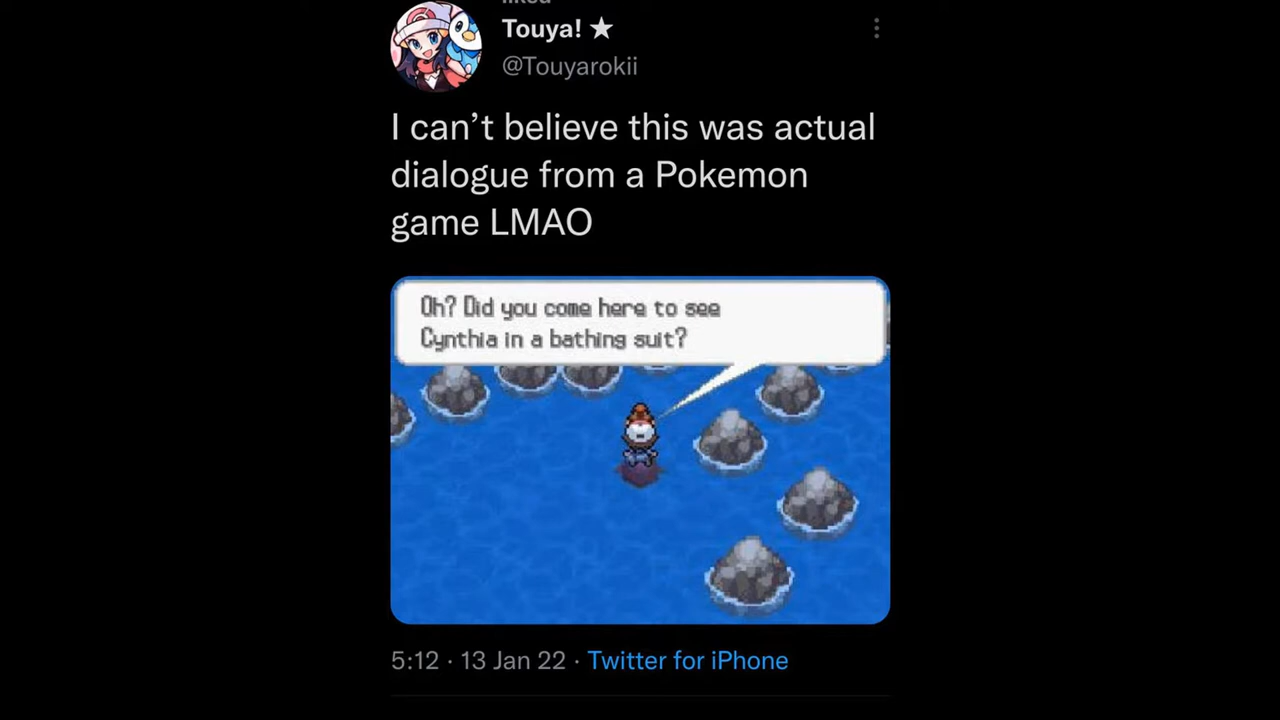 Touya! ★
@Touyarokii
I can’t believe this was actual
dialogue from a Pokemon
game LMAO
Oh? Did you come here to see
Cynthia in a bathing suit?
5:12 · 13 Jan 22 · Twitter for iPhone